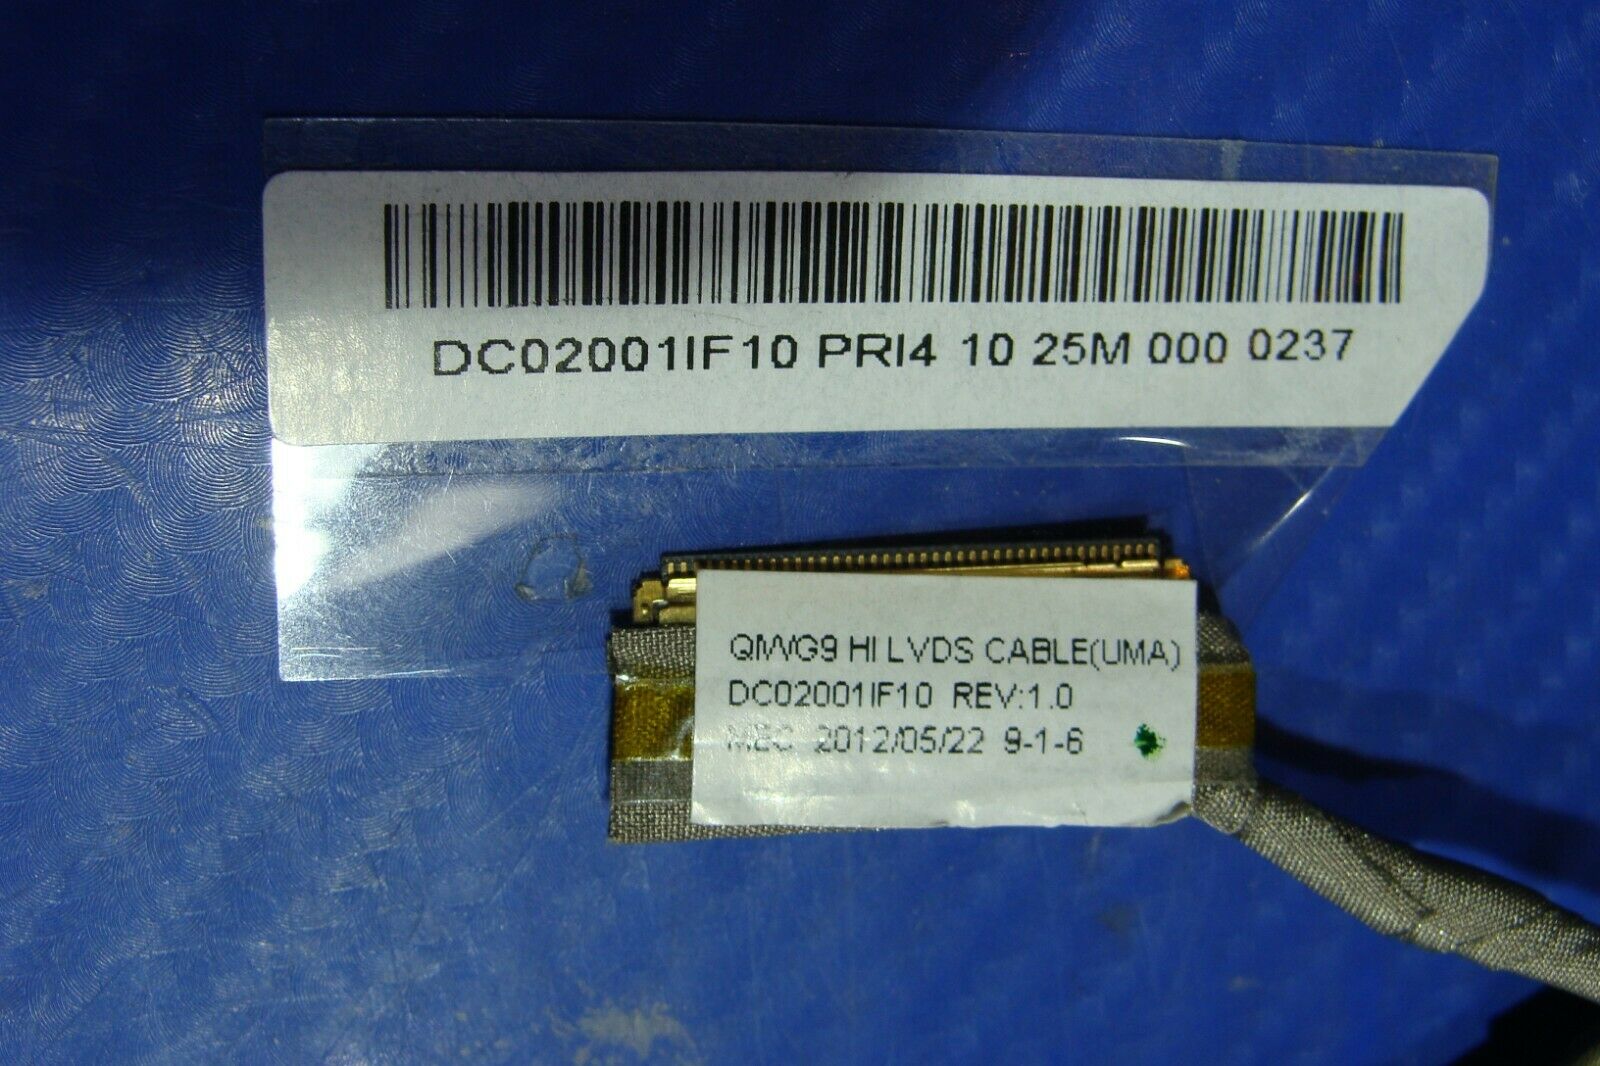 DC02001IF10 PRI4 10 25M 000 0237
QIWG9 HI LVDS CABLE(UMA)
DC02001IF10 REV:1.0
MEC 2012/05/22 9-1-6